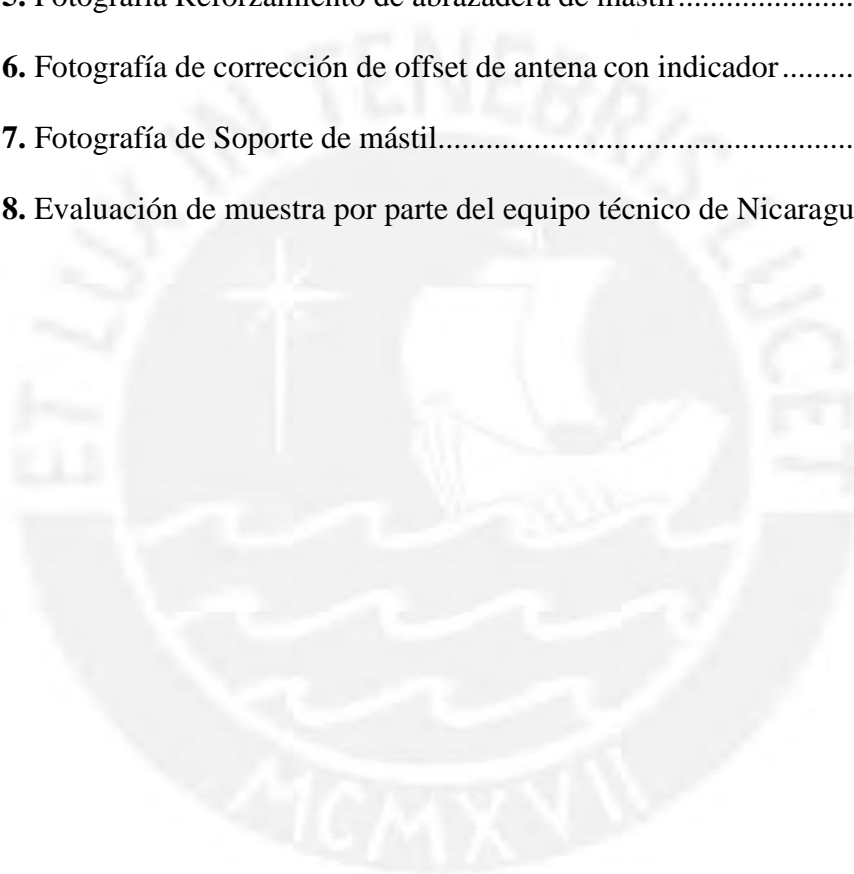 5. Fotografía Reforzamiento de abrazadera de mástil......................
6. Fotografía de corrección de offset de antena con indicador.........
7. Fotografía de Soporte de mástil...................................................
8. Evaluación de muestra por parte del equipo técnico de Nicaragu
ET LUX IN TENEBRIS LUCET
MCMXVII